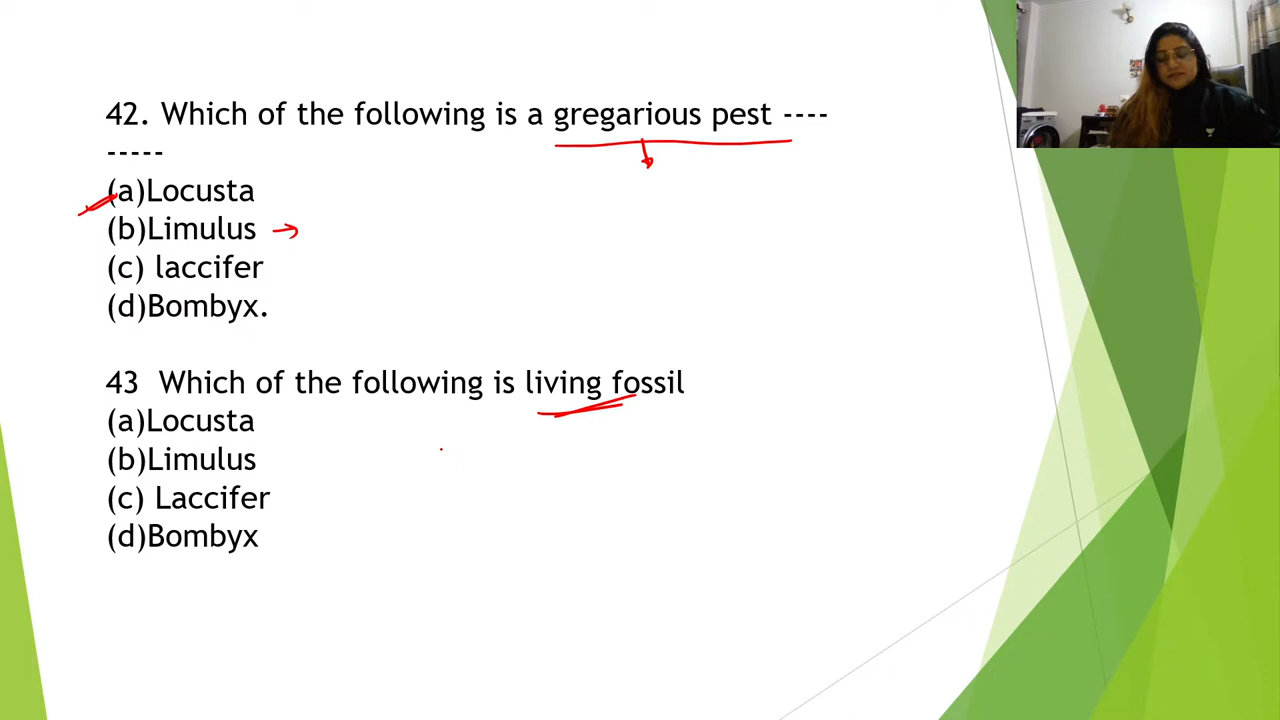 42. Which of the following is a gregarious pest ----
-----
(a)Locusta
(b)Limulus
(c) laccifer
(d)Bombyx.
43  Which of the following is living fossil
(a)Locusta
(b)Limulus
(c) Laccifer
(d)Bombyx